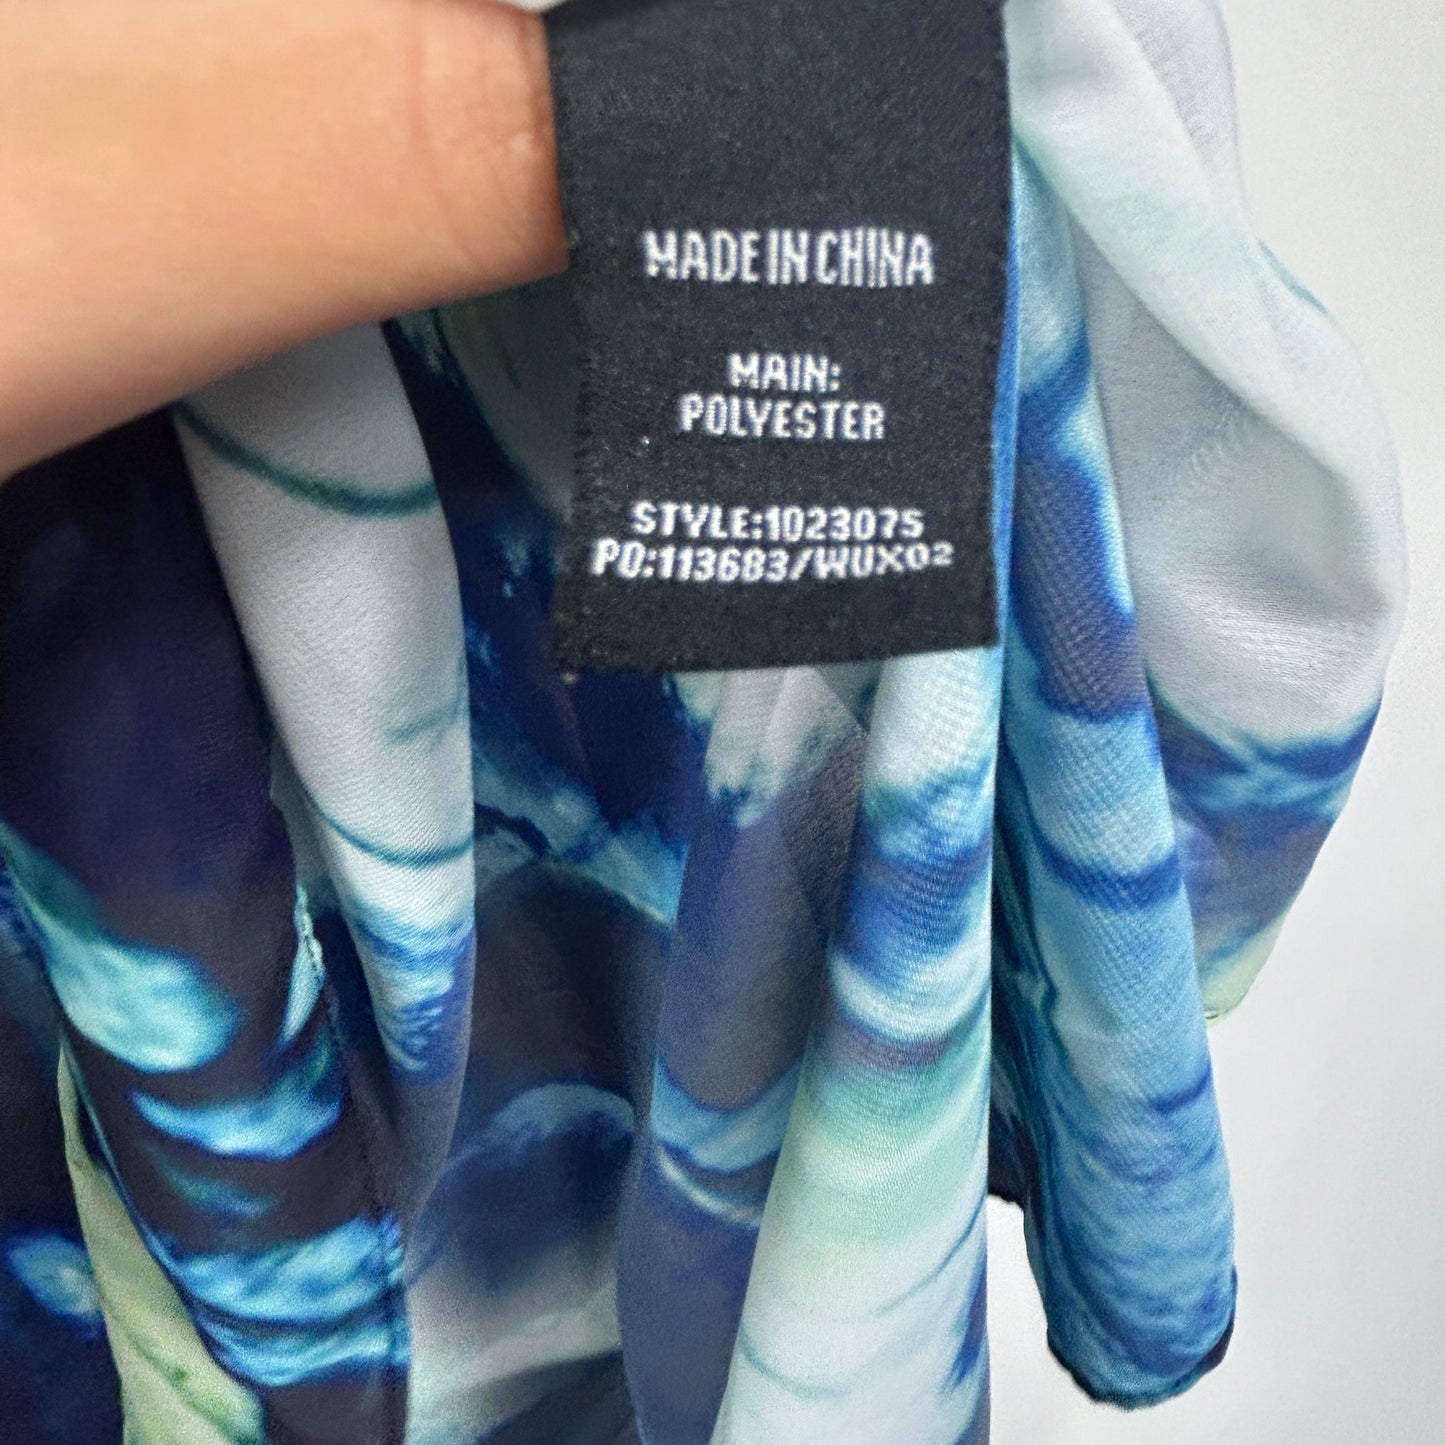 MADE IN CHINA
MAIN:
POLYESTER
STYLE:1023075
PO:113683/WUX02